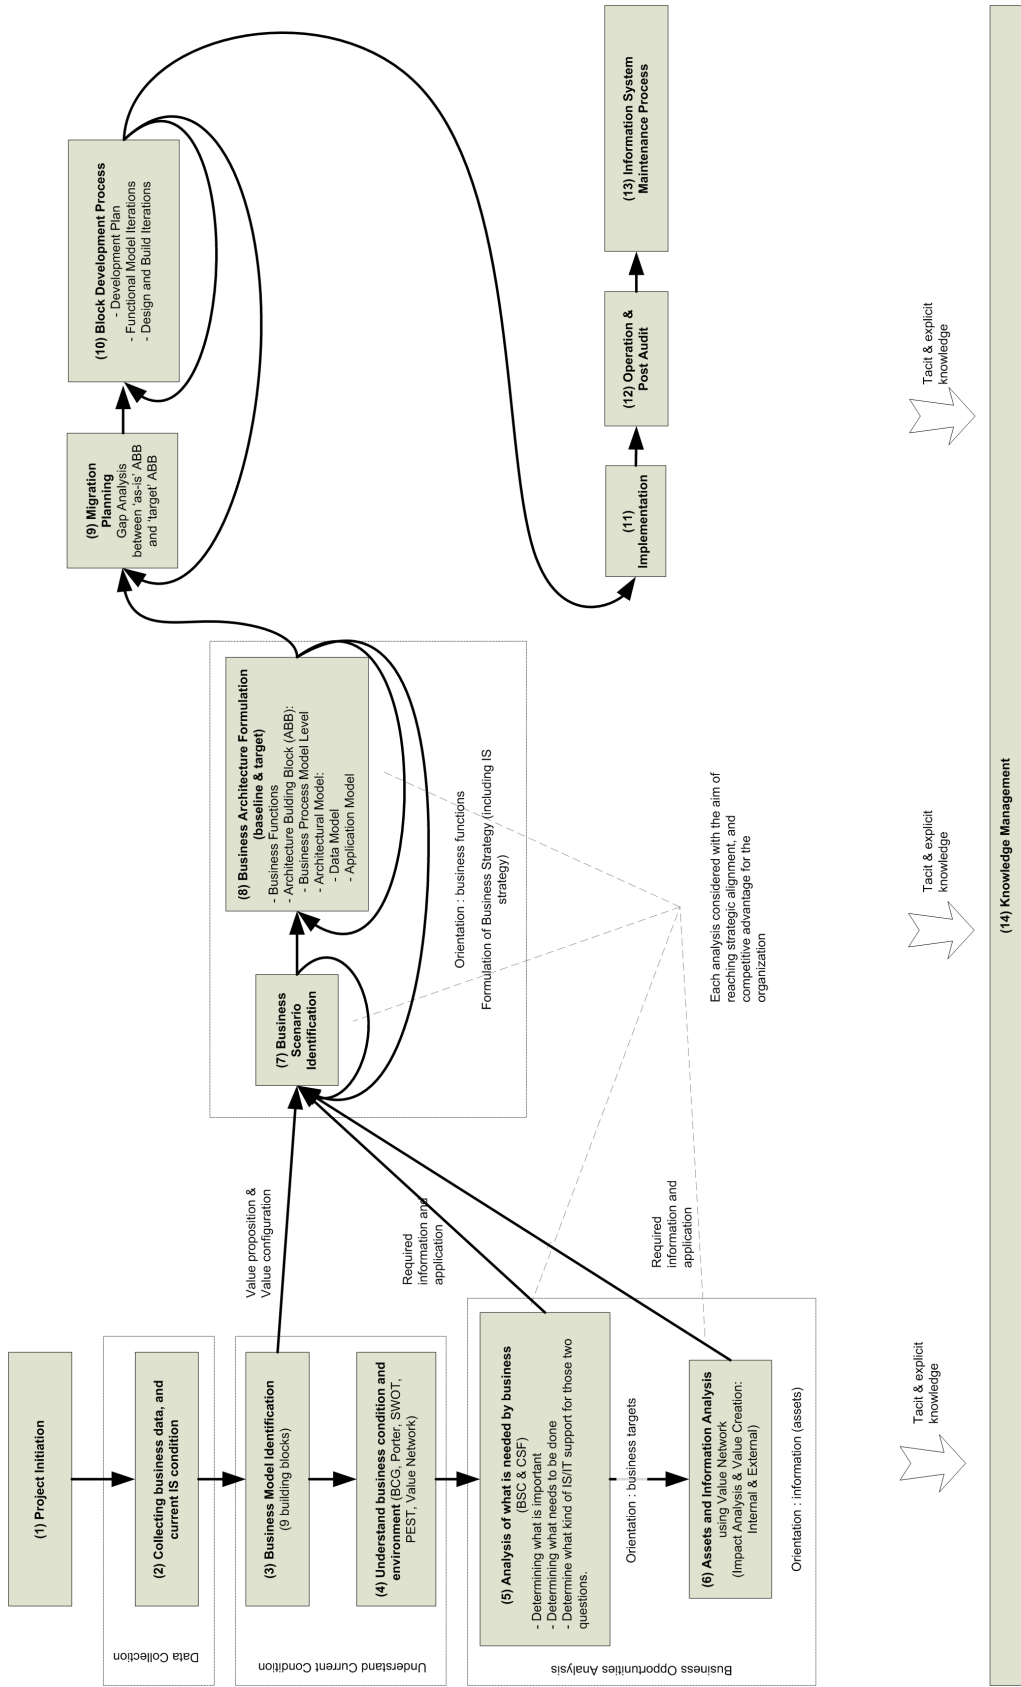 (1) Project Initiation
Data Collection
(2) Collecting business data, and
current IS condition
Understand Current Condition
(3) Business Model Identification
(9 building blocks)
(4) Understand business condition and
environment (BCG, Porter, SWOT,
PEST, Value Network)
Business Opportunities Analysis
(5) Analysis of what is needed by business
(BSC & CSF)
- Determining what is important
- Determining what needs to be done
- Determine what kind of IS/IT support for those two
questions.
Orientation : business targets
(6) Assets and Information Analysis
using Value Network
(Impact Analysis & Value Creation:
Internal & External)
Orientation : information (assets)
Value proposition &
Value configuration
Required
information and
application
Required
information and
application
(7) Business
Scenario
Identification
(8) Business Architecture Formulation
(baseline & target)
- Business Functions
- Architecture Bulding Block (ABB):
- Business Process Model Level
- Architectural Model:
- Data Model
- Application Model
Orientation : business functions
Formulation of Business Strategy (including IS
strategy)
Each analysis considered with the aim of
reaching strategic alignment, and
competitive advantage for the
organization
(9) Migration
Planning
Gap Analysis
between 'as-is' ABB
and 'target' ABB
(10) Block Development Process
- Development Plan
- Functional Model Iterations
- Design and Build Iterations
(11)
Implementation
(12) Operation &
Post Audit
(13) Information System
Maintenance Process
Tacit & explicit
knowledge
Tacit & explicit
knowledge
Tacit & explicit
knowledge
(14) Knowledge Management